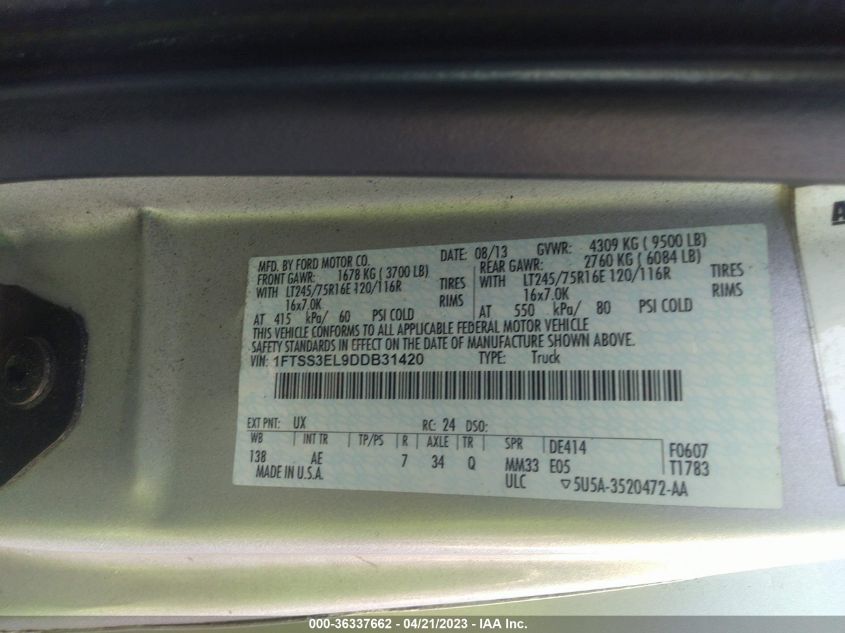 MFD. BY FORD MOTOR CO. DATE: 08/13 GVWR: 4309 KG ( 9500 LB)
FRONT GAWR: 1678 KG ( 3700 LB) REAR GAWR: 2760 KG ( 6084 LB)
WITH LT245/75R16E 120/116R TIRES WITH LT245/75R16E 120/116R TIRES
16x7.0K RIMS 16x7.0K RIMS
AT 415 kPa/ 60 PSI COLD AT 550 kPa/ 80 PSI COLD
THIS VEHICLE CONFORMS TO ALL APPLICABLE FEDERAL MOTOR VEHICLE
SAFETY STANDARDS IN EFFECT ON THE DATE OF MANUFACTURE SHOWN ABOVE.
VIN: 1FTSS3EL9DDB31420 TYPE: Truck
EXT PNT: UX RC: 24 DSO:
WB INT TR TP/PS R AXLE TR SPR DE414 F0607
138 AE 7 34 Q MM33 E05 T1783
MADE IN U.S.A. ULC ▽5U5A-3520472-AA
000-36337662 - 04/21/2023 - IAA Inc.